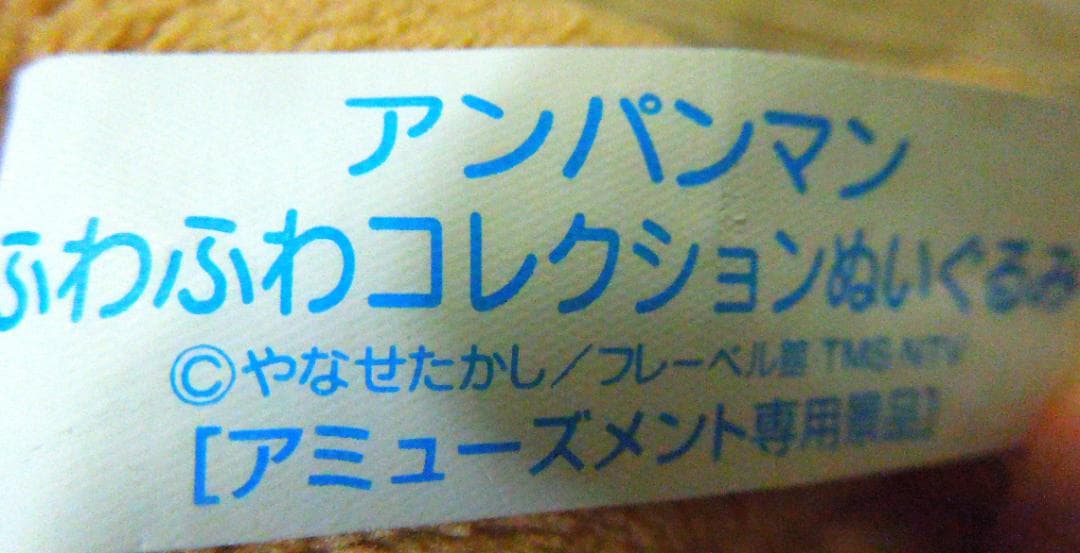 アンパンマン
ふわふわコレクションぬいぐるみ
©やなせたかし/フレーベル館 TMS・NTV
[アミューズメント専用景品]